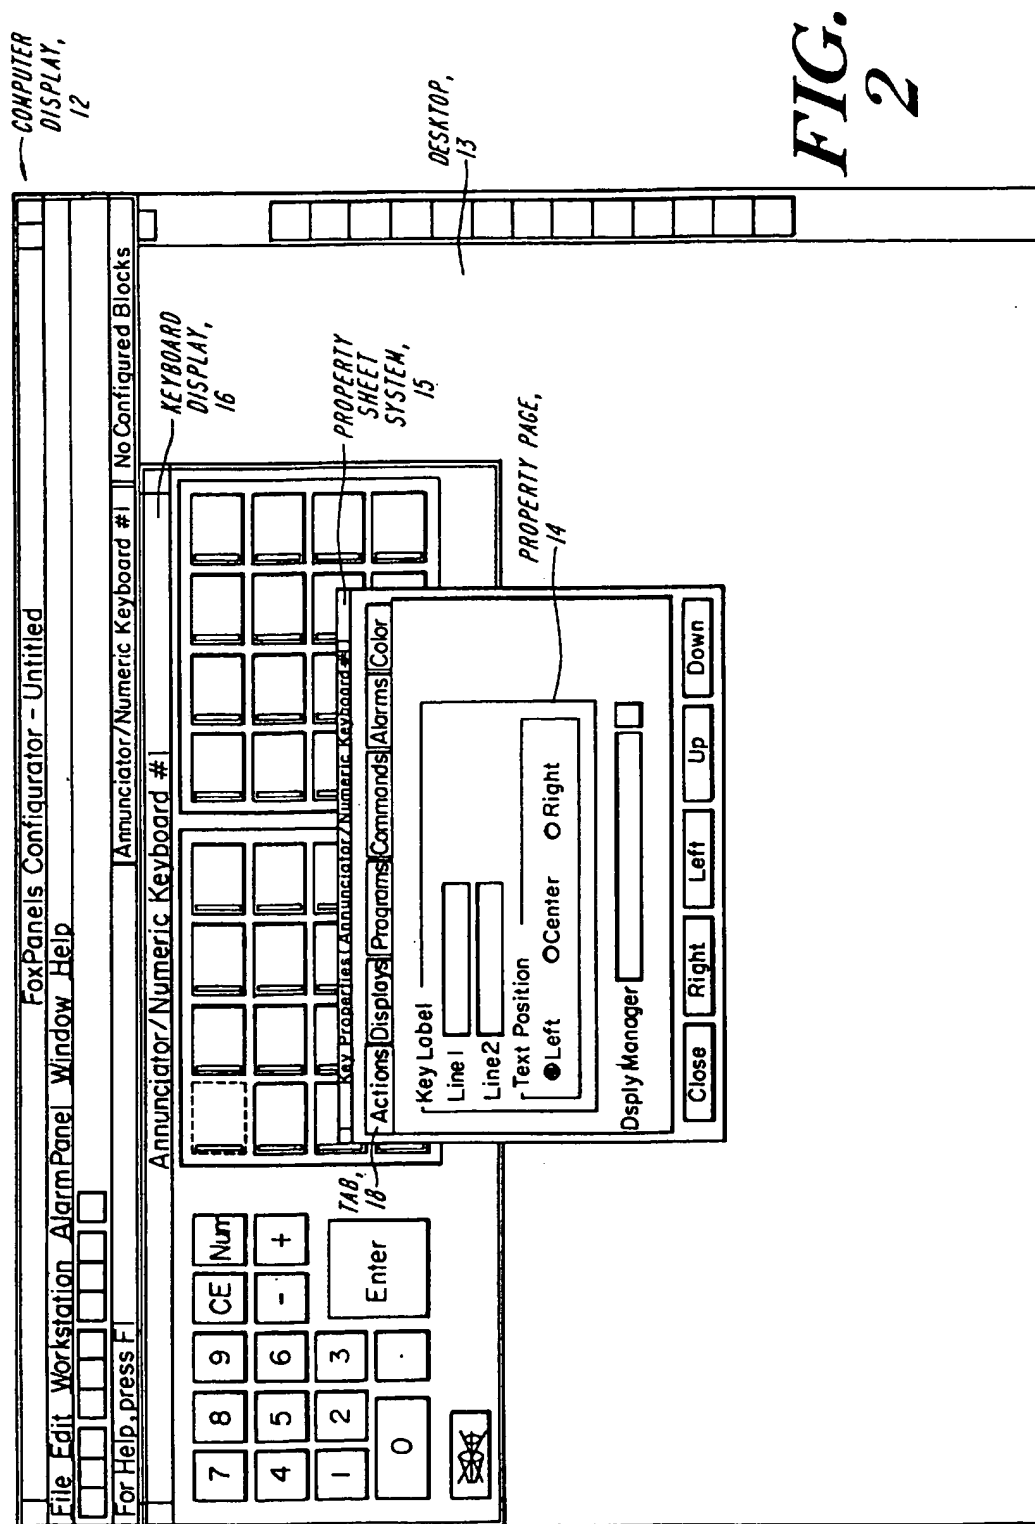 COMPUTER
DISPLAY,
12
FoxPanels Configurator - Untitled
File Edit Workstation AlarmPanel Window Help
For Help, press F1
Annunciator/Numeric Keyboard #1
No Configured Blocks
Annunciator/Numeric Keyboard #1
KEYBOARD
DISPLAY,
16
7 8 9 CE Num
4 5 6 - +
1 2 3 Enter
0 .
TAB,
18
PROPERTY
SHEET
SYSTEM,
15
Key Properties (Annunciator/Numeric Keyboard #1
Actions Displays Programs Commands Alarms Color
Key Label
Line1
Line2
Text Position
Left Center Right
Dsply Manager
Close Right Left Up Down
PROPERTY PAGE,
14
DESKTOP,
13
FIG.
2